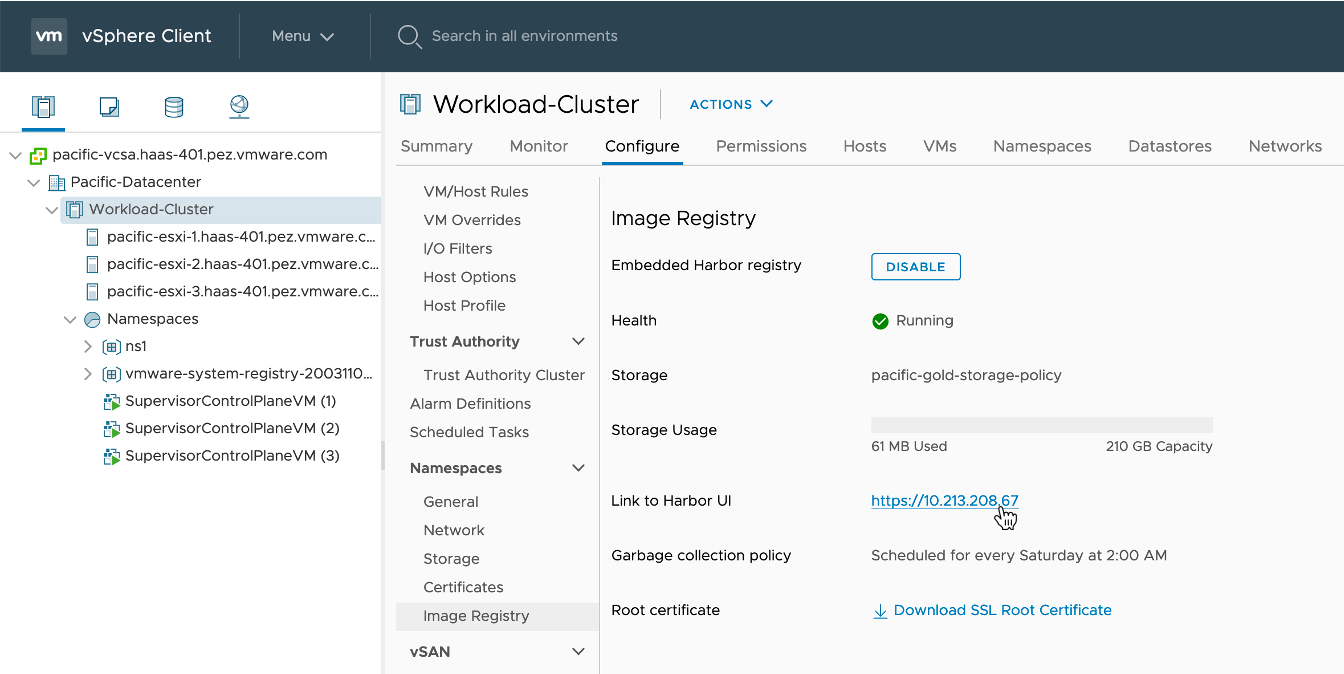 vm vSphere Client Menu Search in all environments
Workload-Cluster ACTIONS
Summary Monitor Configure Permissions Hosts VMs Namespaces Datastores Networks
pacific-vcsa.haas-401.pez.vmware.com
Pacific-Datacenter
Workload-Cluster
pacific-esxi-1.haas-401.pez.vmware.c...
pacific-esxi-2.haas-401.pez.vmware.c...
pacific-esxi-3.haas-401.pez.vmware.c...
Namespaces
ns1
vmware-system-registry-2003110...
SupervisorControlPlaneVM (1)
SupervisorControlPlaneVM (2)
SupervisorControlPlaneVM (3)
VM/Host Rules
VM Overrides
I/O Filters
Host Options
Host Profile
Trust Authority
Trust Authority Cluster
Alarm Definitions
Scheduled Tasks
Namespaces
General
Network
Storage
Certificates
Image Registry
vSAN
Image Registry
Embedded Harbor registry DISABLE
Health Running
Storage pacific-gold-storage-policy
Storage Usage
61 MB Used 210 GB Capacity
Link to Harbor UI https://10.213.208.67
Garbage collection policy Scheduled for every Saturday at 2:00 AM
Root certificate Download SSL Root Certificate